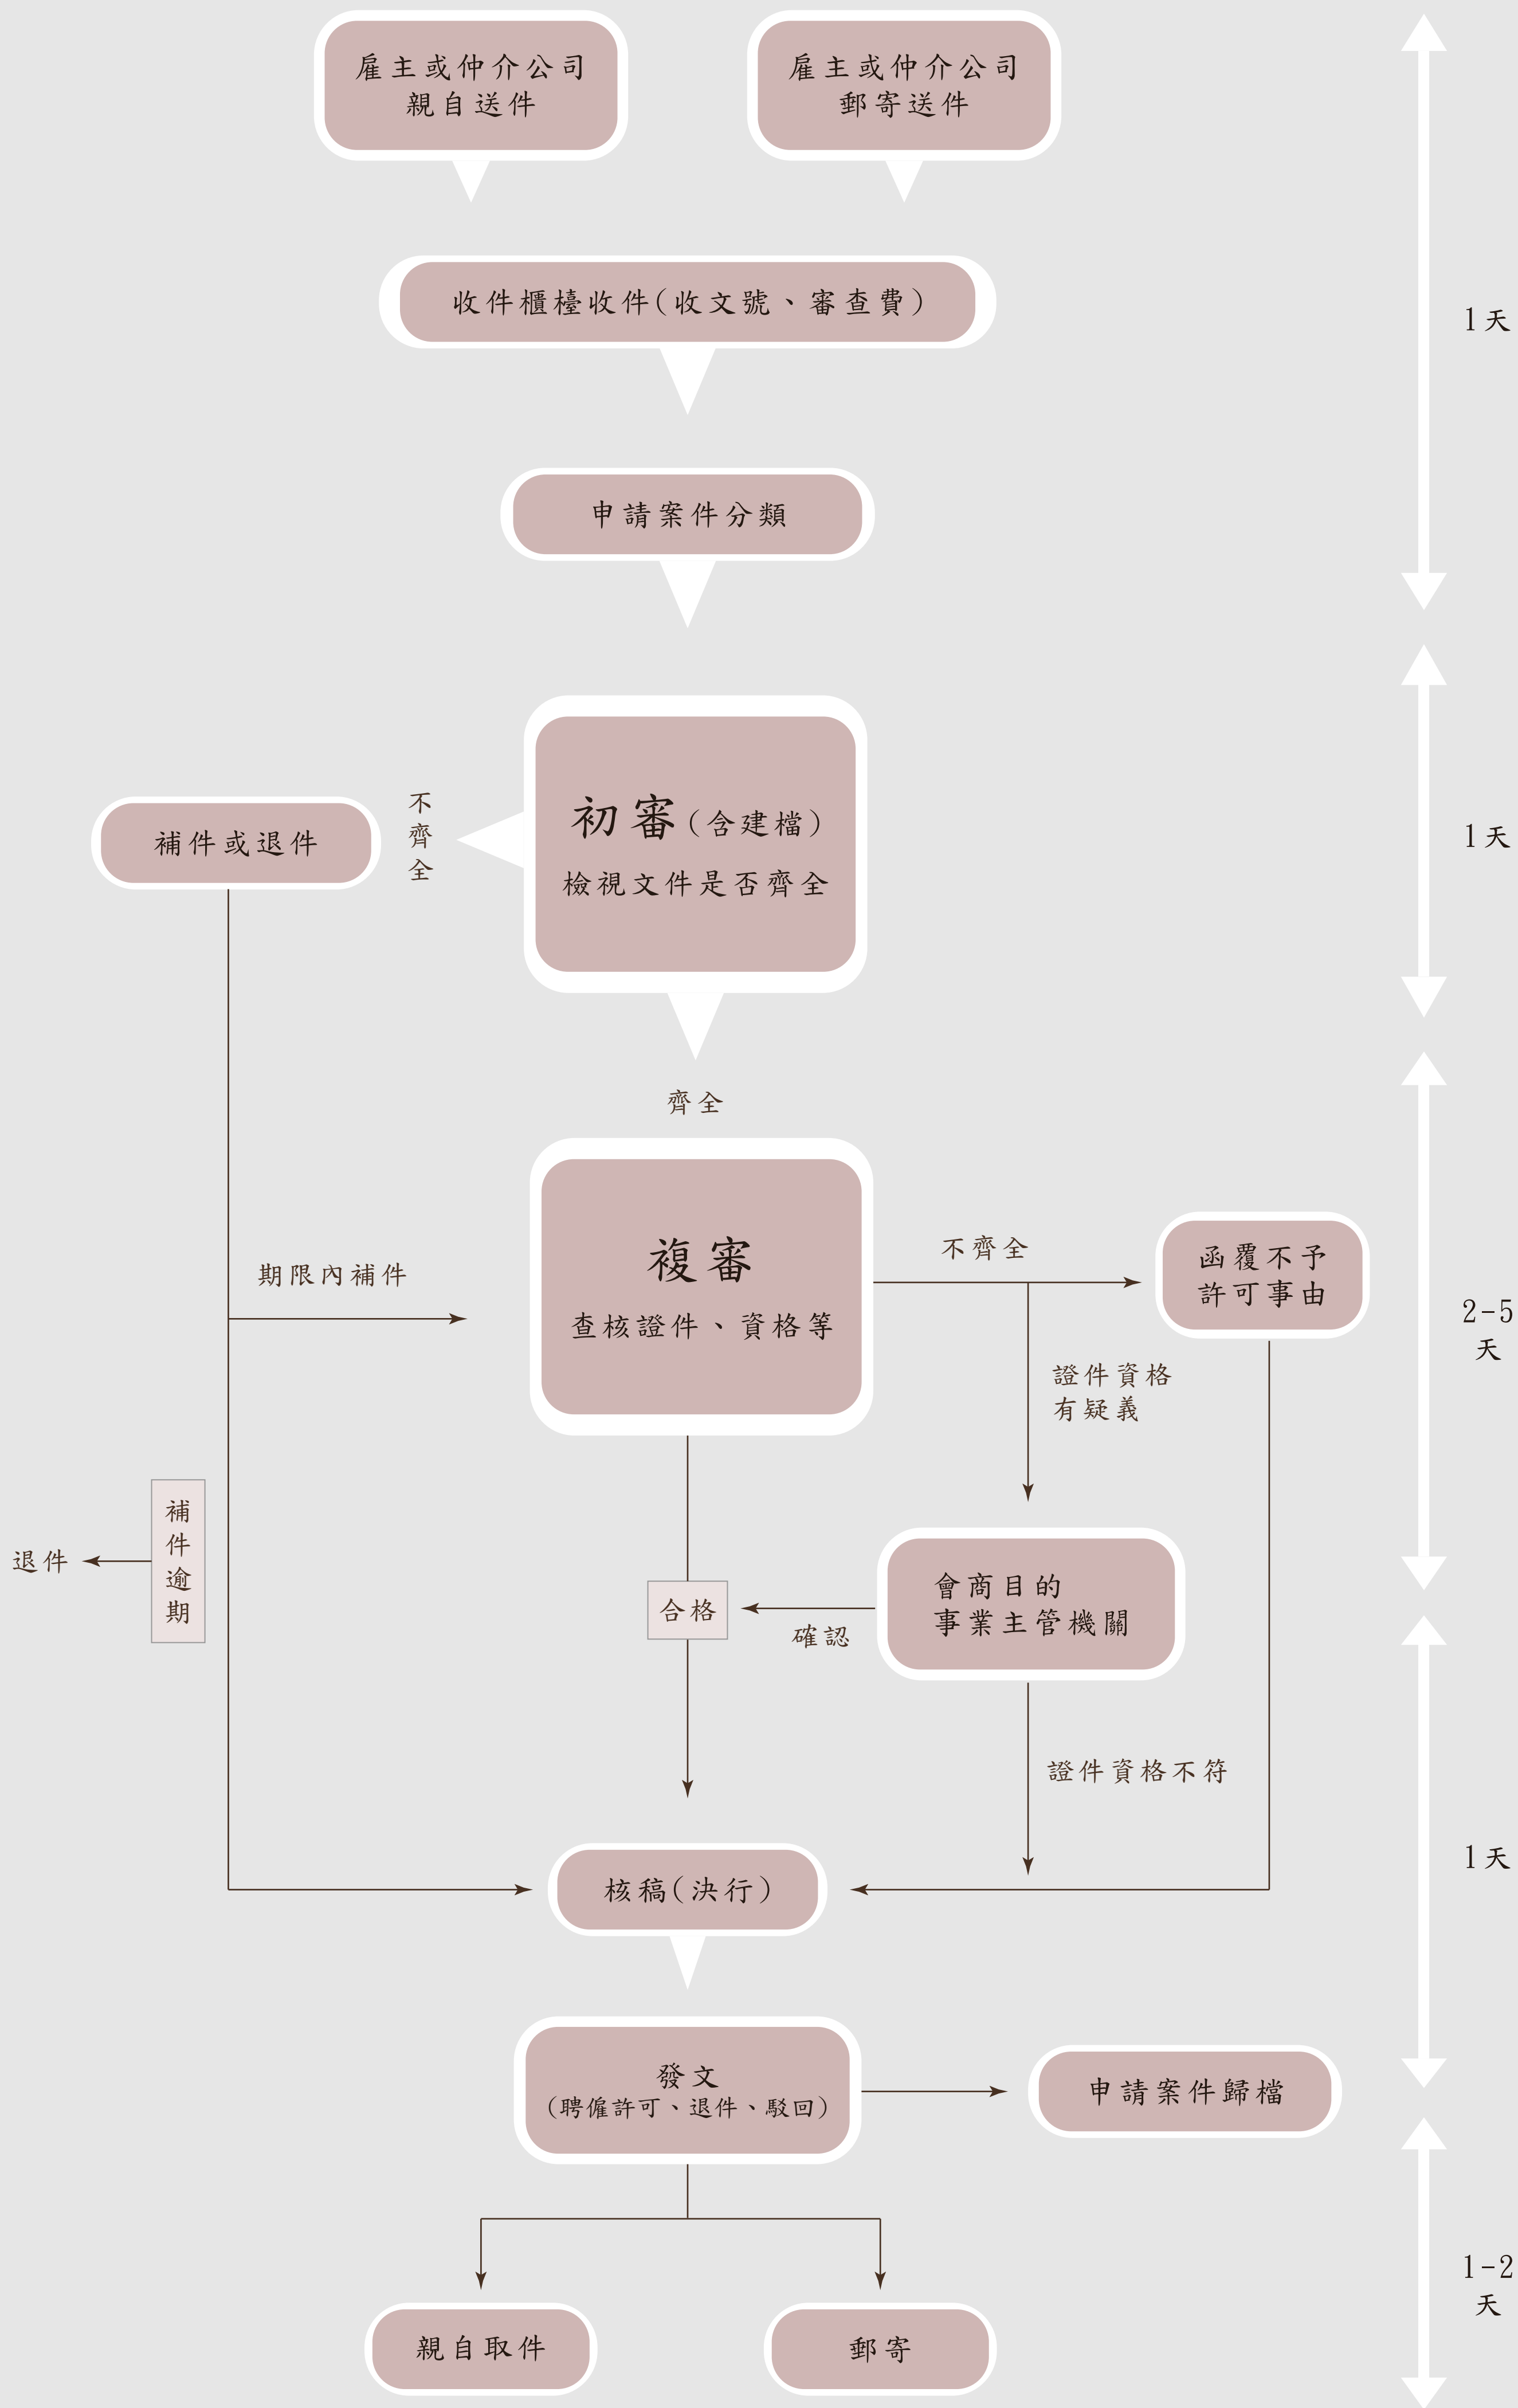 雇主或仲介公司
親自送件
雇主或仲介公司
郵寄送件
收件櫃檯收件(收文號、審查費)
1天
申請案件分類
初審(含建檔)
檢視文件是否齊全
不齊全
補件或退件
1天
齊全
複審
查核證件、資格等
不齊全
函覆不予
許可事由
期限內補件
2-5
天
證件資格
有疑義
補件逾期
退件
會商目的
事業主管機關
合格
確認
證件資格不符
1天
核稿(決行)
發文
(聘僱許可、退件、駁回)
申請案件歸檔
1-2
天
親自取件
郵寄